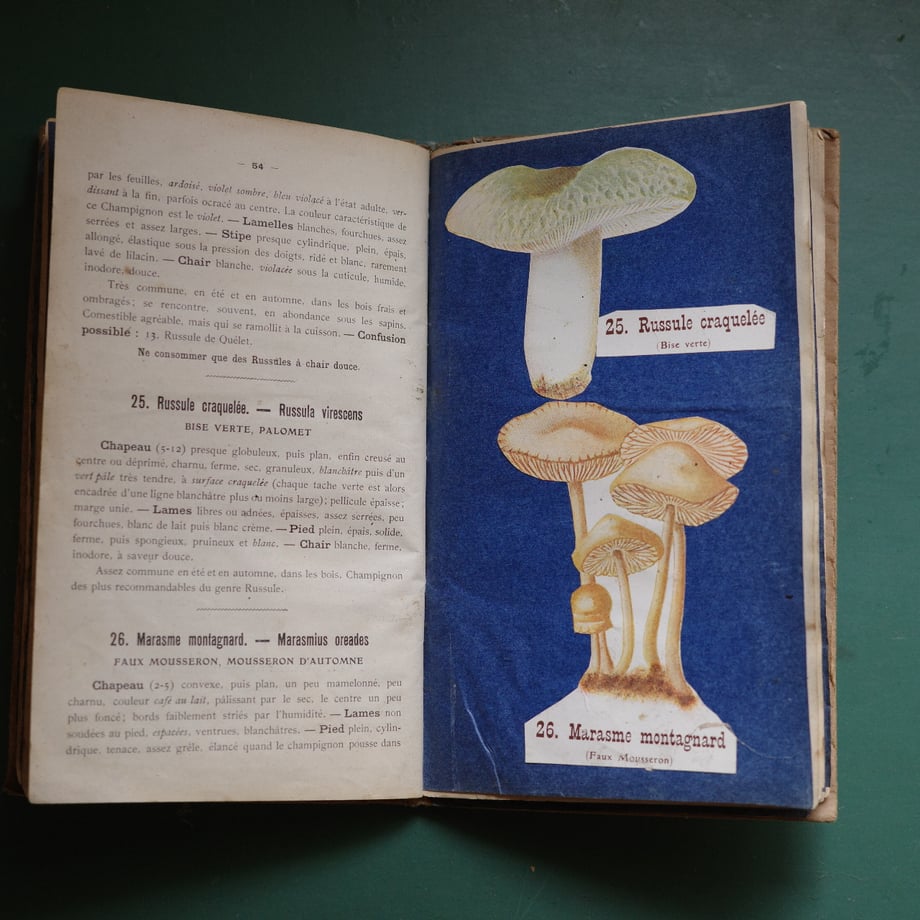 — 54 —
par les feuilles, ardoisé, violet sombre, bleu violacé à l'état adulte, ver-
dissant à la fin, parfois ocracé au centre. La couleur caractéristique de
ce Champignon est le violet. — Lamelles blanches, fourchues, assez
serrées et assez larges. — Stipe presque cylindrique, plein, épais,
allongé, élastique sous la pression des doigts, ridé et blanc, rarement
lavé de lilacin. — Chair blanche, violacée sous la cuticule, humide,
inodore, douce.
Très commune, en été et en automne, dans les bois frais et
ombragés; se rencontre, souvent, en abondance sous les sapins.
Comestible agréable, mais qui se ramollit à la cuisson. — Confusion
possible : 13. Russule de Quélet.
Ne consommer que des Russules à chair douce.
25. Russule craquelée. — Russula virescens
BISE VERTE, PALOMET
Chapeau (5-12) presque globuleux, puis plan, enfin creusé au
centre ou déprimé, charnu, ferme, sec, granuleux, blanchâtre puis d'un
vert pâle très tendre, à surface craquelée (chaque tache verte est alors
encadrée d'une ligne blanchâtre plus ou moins large); pellicule épaisse;
marge unie. — Lames libres ou adnées, épaisses, assez serrées, peu
fourchues, blanc de lait puis blanc crème. — Pied plein, épais, solide,
ferme, puis spongieux, pruineux et blanc. — Chair blanche, ferme,
inodore, à saveur douce.
Assez commune en été et en automne, dans les bois. Champignon
des plus recommandables du genre Russule.
26. Marasme montagnard. — Marasmius oreades
FAUX MOUSSERON, MOUSSERON D'AUTOMNE
Chapeau (2-5) convexe, puis plan, un peu mamelonné, peu
charnu, couleur café au lait, pâlissant par le sec, le centre un peu
plus foncé; bords faiblement striés par l'humidité. — Lames non
soudées au pied, espacées, ventrues, blanchâtres. — Pied plein, cylin-
drique, tenace, assez grêle, élancé quand le champignon pousse dans
25. Russule craquelée
(Bise verte)
26. Marasme montagnard
(Faux Mousseron)